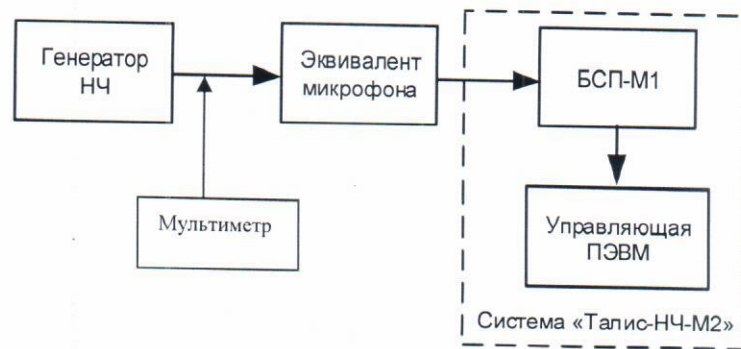 Генератор
НЧ
Эквивалент
микрофона
БСП-М1
Мультиметр
Управляющая
ПЭВМ
Система «Талис-НЧ-М2»